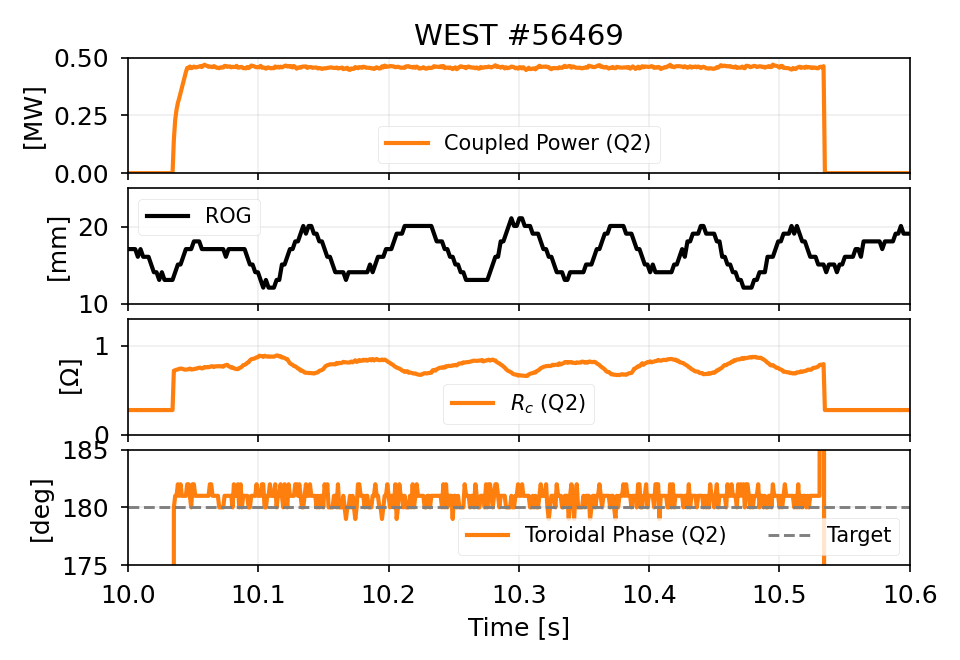 WEST #56469
0.50
0.25
0.00
[MW]
Coupled Power (Q2)
20
10
[mm]
ROG
1
0
[Ω]
R_c (Q2)
185
180
175
[deg]
Toroidal Phase (Q2) Target
10.0 10.1 10.2 10.3 10.4 10.5 10.6
Time [s]